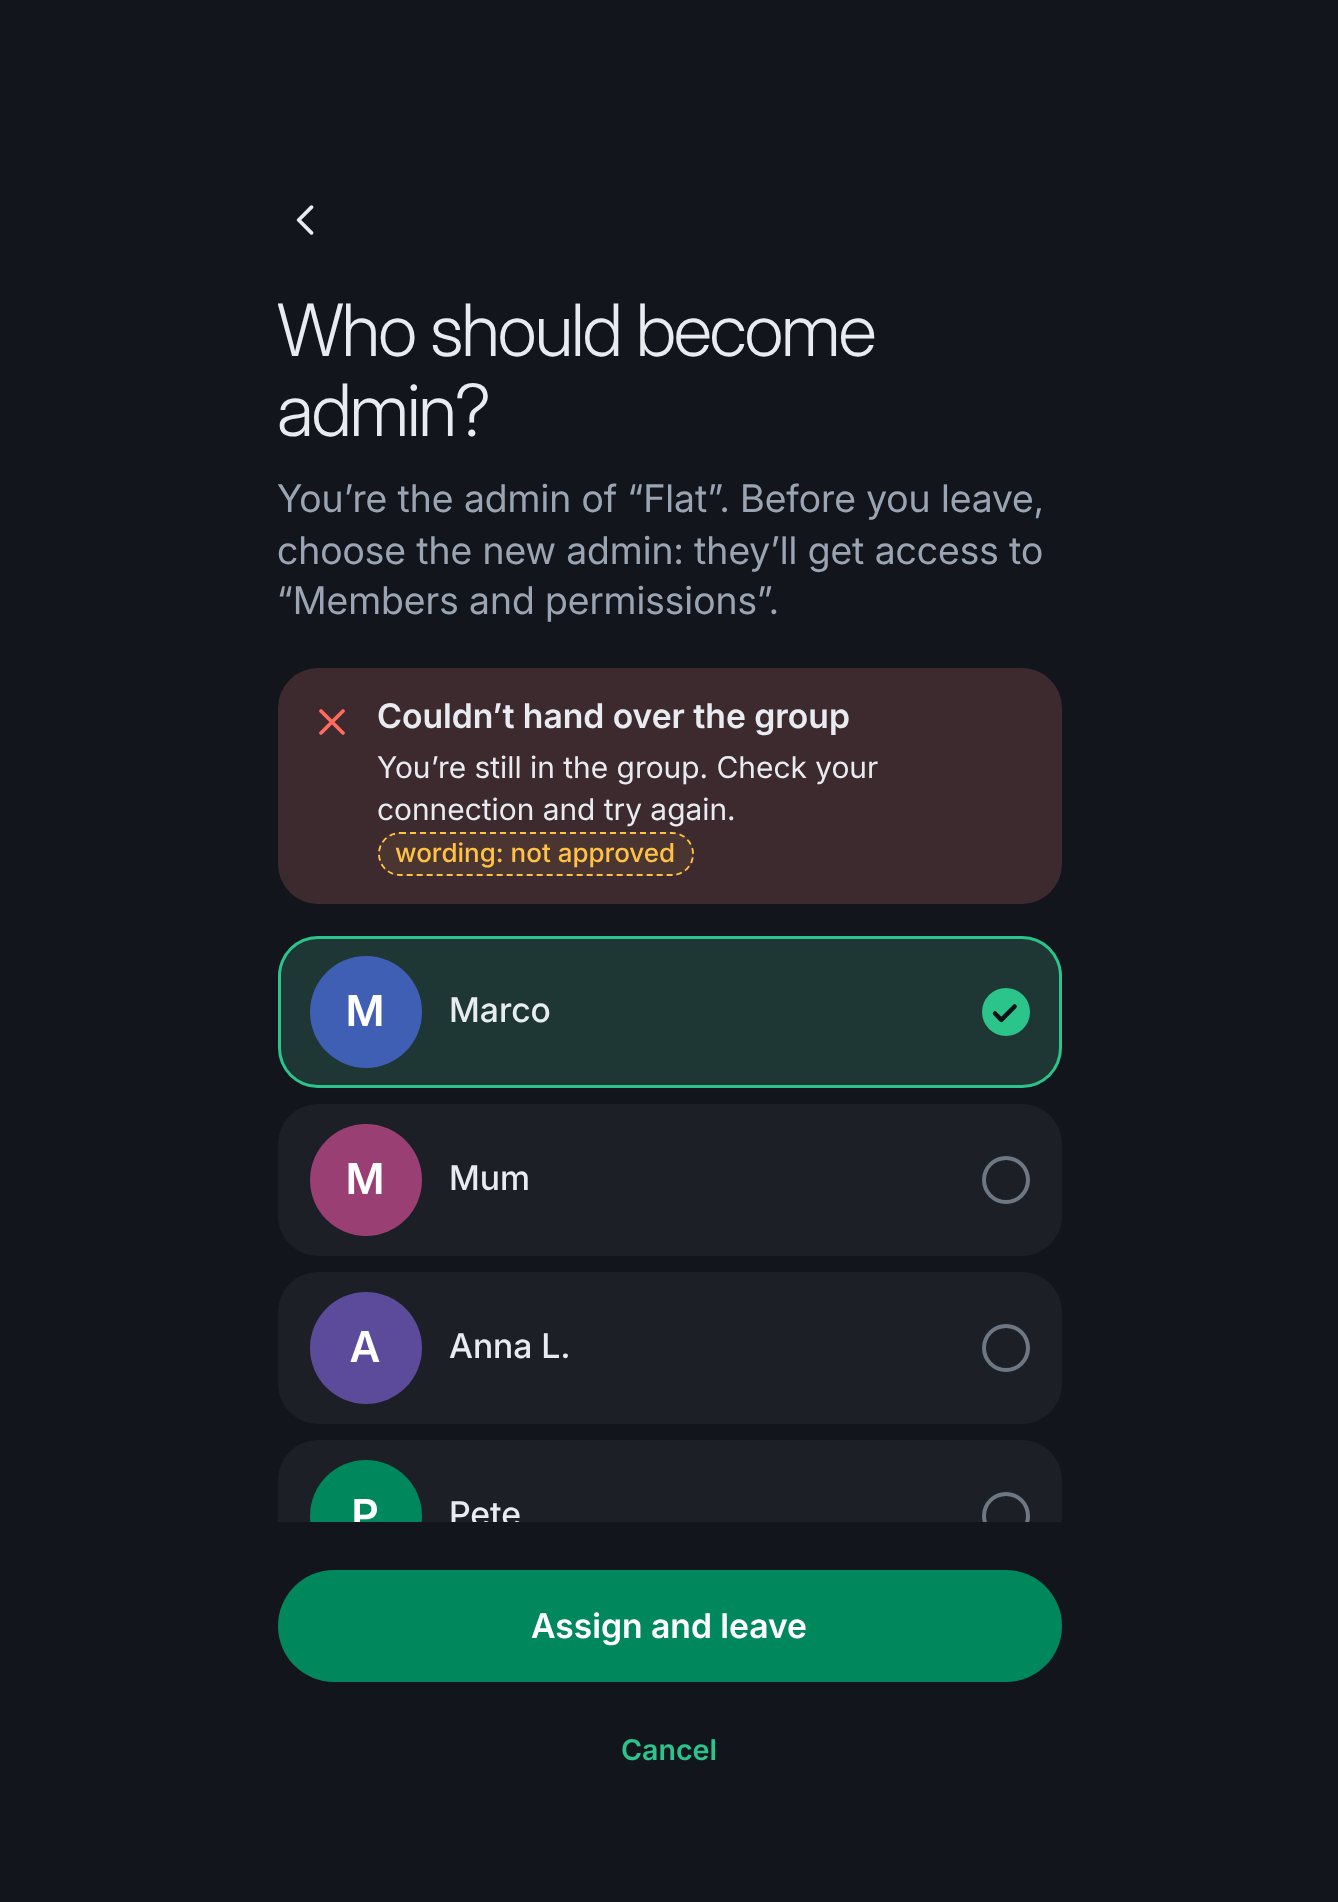 Who should become
admin?
You’re the admin of “Flat”. Before you leave,
choose the new admin: they’ll get access to
“Members and permissions”.
Couldn’t hand over the group
You’re still in the group. Check your
connection and try again.
wording: not approved
M Marco
M Mum
A Anna L.
P Pete
Assign and leave
Cancel